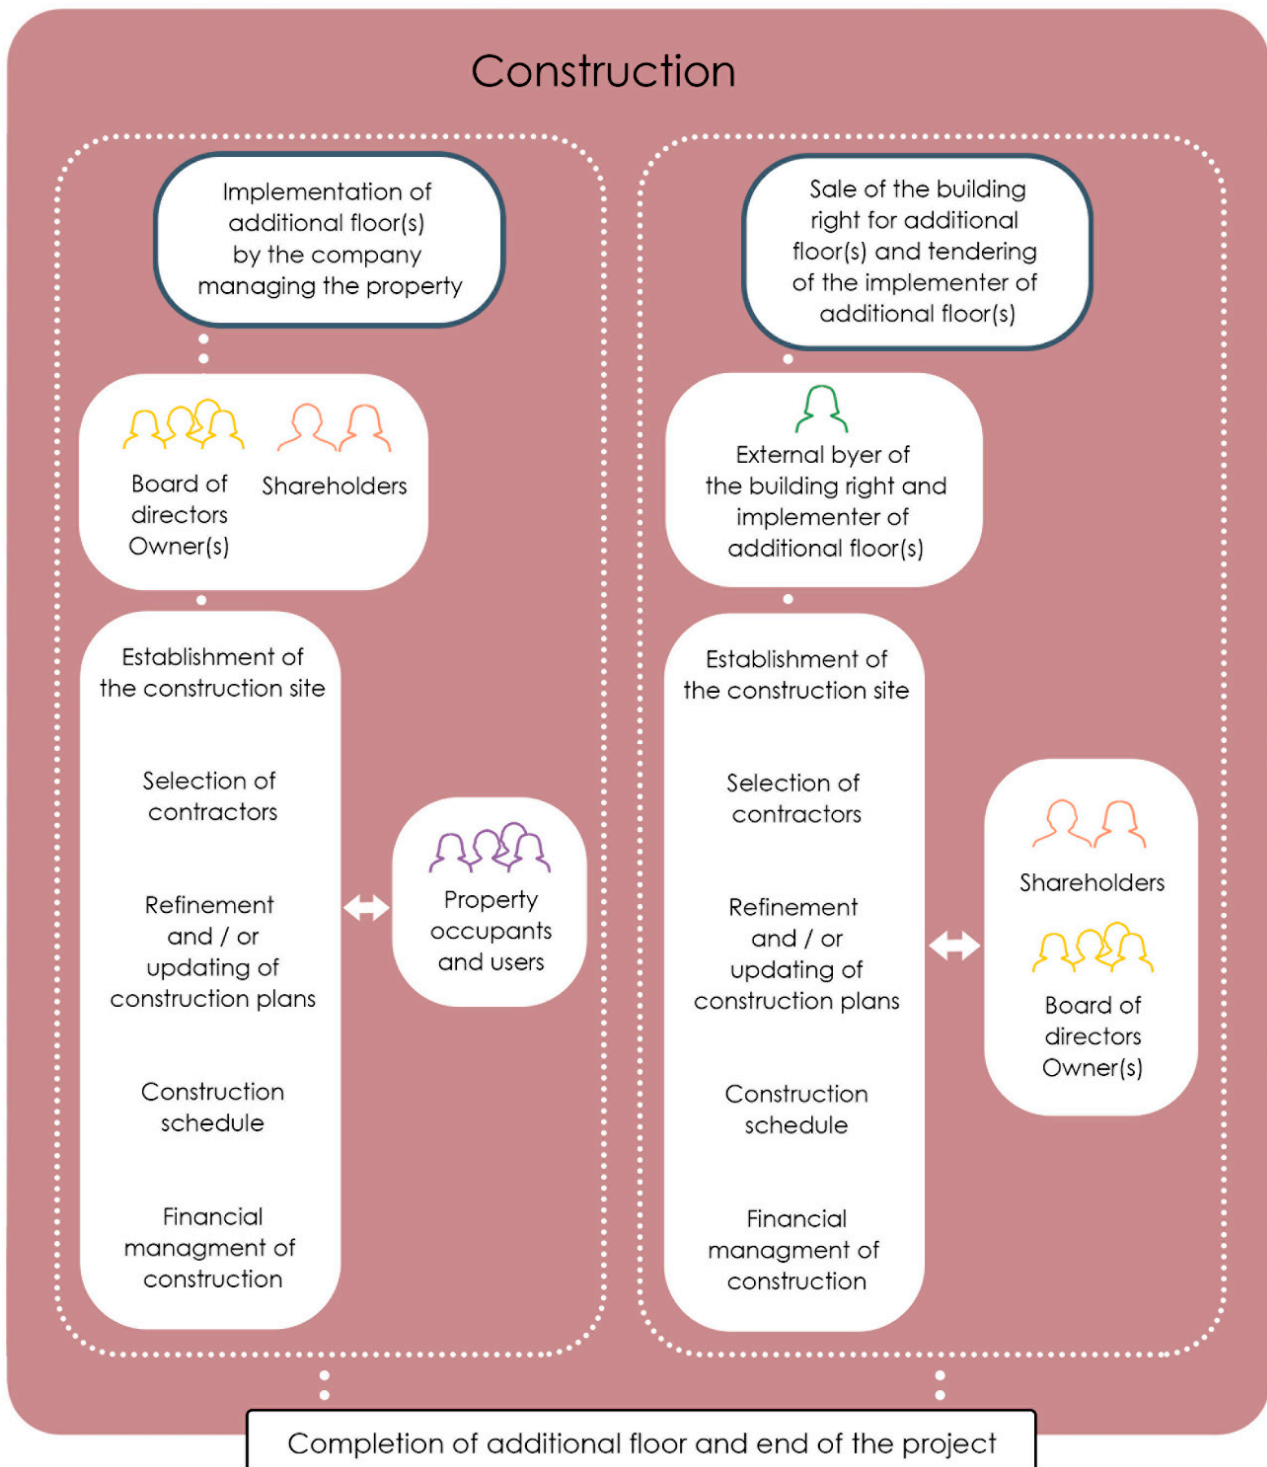 Construction
Implementation of
additional floor(s)
by the company
managing the property
Board of
directors
Owner(s)
Shareholders
Establishment of
the construction site
Selection of
contractors
Refinement
and / or
updating of
construction plans
Construction
schedule
Financial
managment of
construction
Property
occupants
and users
Sale of the building
right for additional
floor(s) and tendering
of the implementer of
additional floor(s)
External byer of
the building right and
implementer of
additional floor(s)
Establishment of
the construction site
Selection of
contractors
Refinement
and / or
updating of
construction plans
Construction
schedule
Financial
managment of
construction
Shareholders
Board of
directors
Owner(s)
Completion of additional floor and end of the project